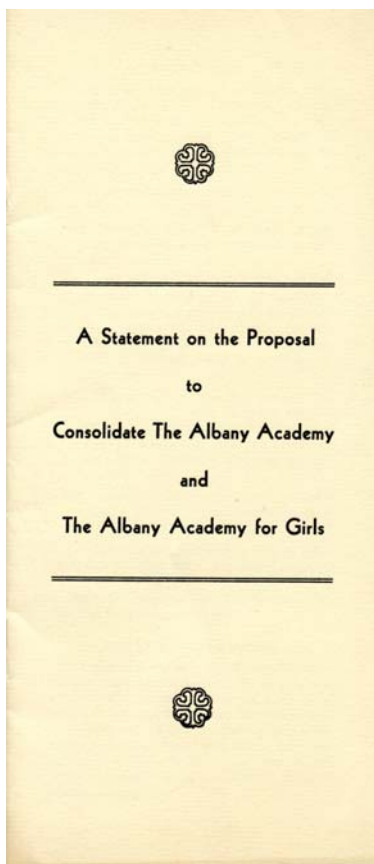 A Statement on the Proposal
to
Consolidate The Albany Academy
and
The Albany Academy for Girls